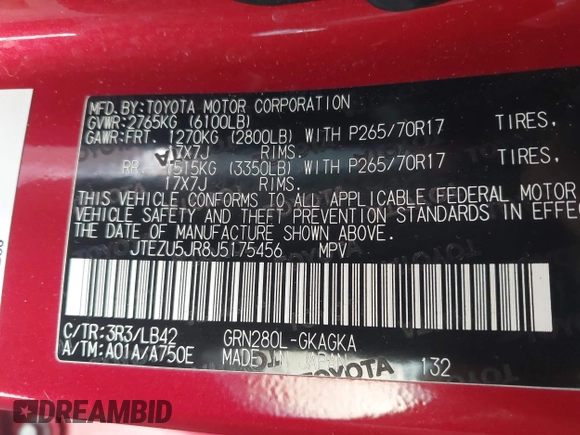 MFD.BY:TOYOTA MOTOR CORPORATION
GVWR:2765KG (6100LB)
GAWR:FRT. 1270KG (2800LB) WITH P265/70R17 TIRES,
17X7J RIMS.
RR. 1515KG (3350LB) WITH P265/70R17 TIRES,
17X7J RIMS.
THIS VEHICLE CONFORMS TO ALL APPLICABLE FEDERAL MOTOR
VEHICLE SAFETY AND THEFT PREVENTION STANDARDS IN EFFEC
THE DATE OF MANUFACTURE SHOWN ABOVE.
JTEZU5JR8J5175456 MPV
C/TR:3R3/LB42 GRN280L-GKAGKA
A/TM:A01A/A750E MADE IN JAPAN 132
TOYOTA
DREAMBID